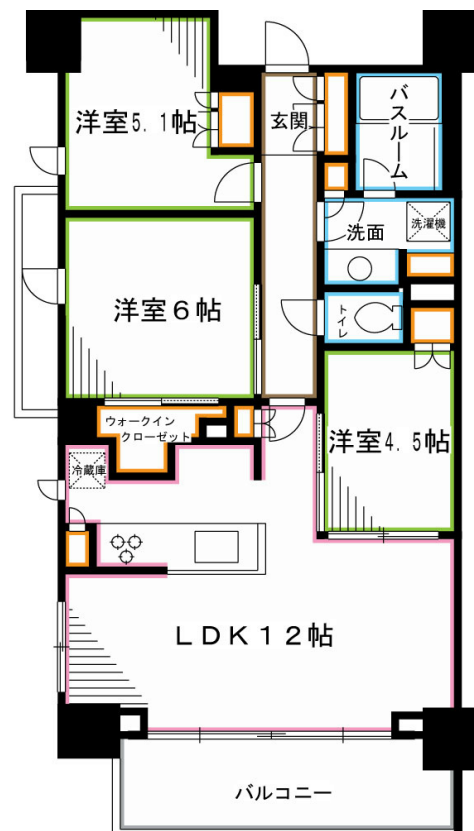 洋室5.1帖
玄関
バスルーム
洗面
洗濯機
洋室6帖
トイレ
ウォークイン
クローゼット
洋室4.5帖
冷蔵庫
LDK12帖
バルコニー